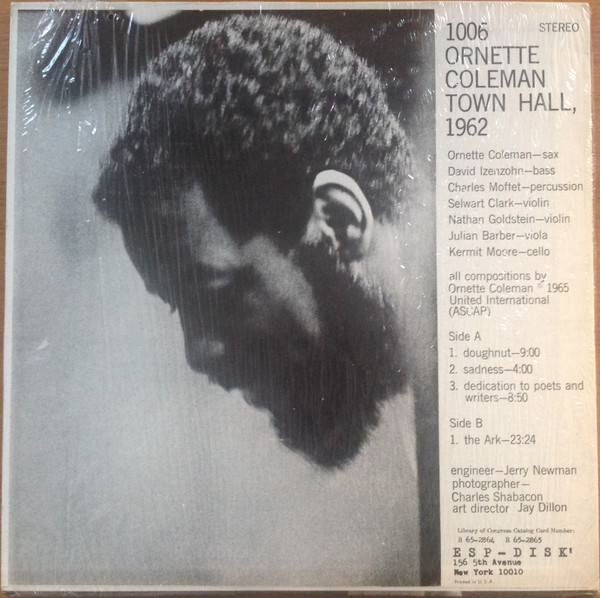 1006 STEREO
ORNETTE
COLEMAN
TOWN HALL,
1962
Ornette Coleman—sax
David Izenzohn—bass
Charles Moffet—percussion
Selwart Clark—violin
Nathan Goldstein—violin
Julian Barber—viola
Kermit Moore—cello
all compositions by
Ornette Coleman © 1965
United International
(ASCAP)
Side A
1. doughnut—9:00
2. sadness—4:00
3. dedication to poets and
writers—8:50
Side B
1. the Ark—23:24
engineer—Jerry Newman
photographer—
Charles Shabacon
art director Jay Dillon
Library of Congress Catalog Card Number:
R 65-2864 R 65-2865
ESP-DISK'
156 5th Avenue
New York 10010
Printed in U.S.A.